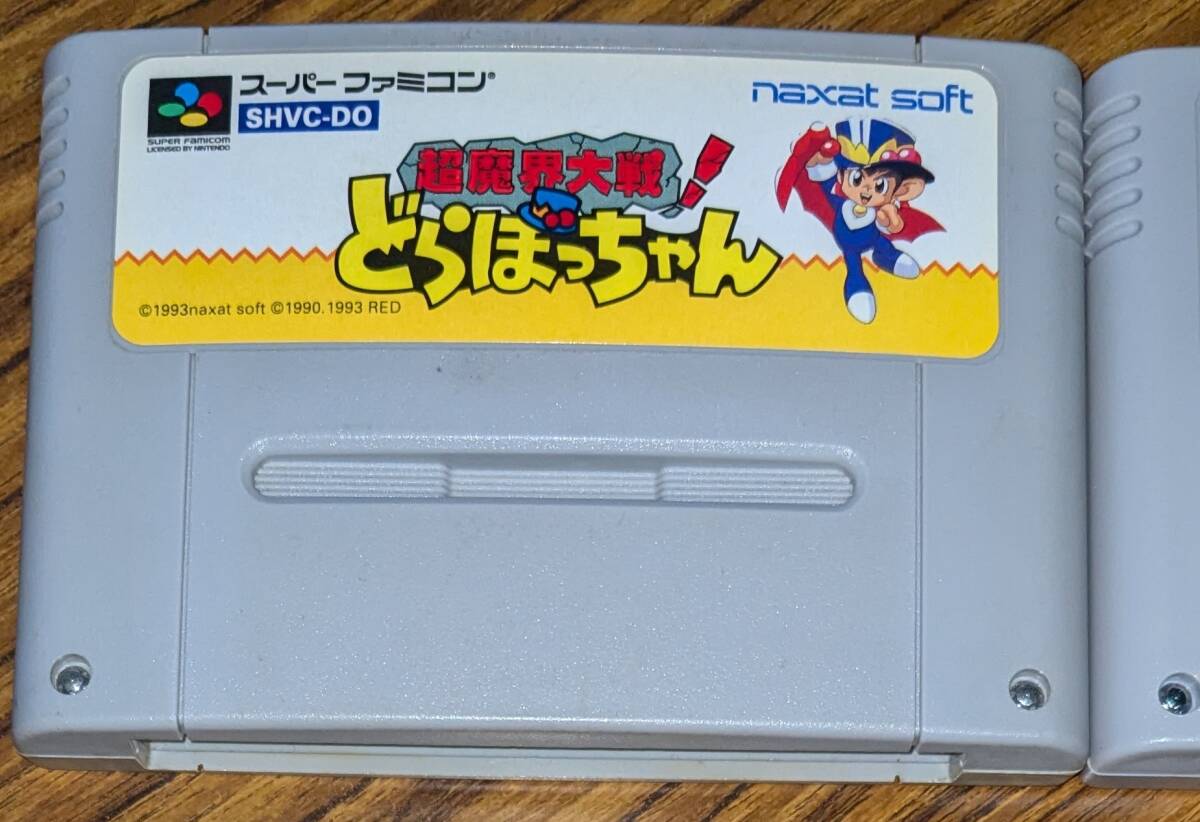 スーパーファミコン®
SHVC-DO
SUPER FAMICOM
LICENSED BY NINTENDO
naxat soft
超魔界大戦!
どらぼっちゃん
©1993naxat soft ©1990.1993 RED